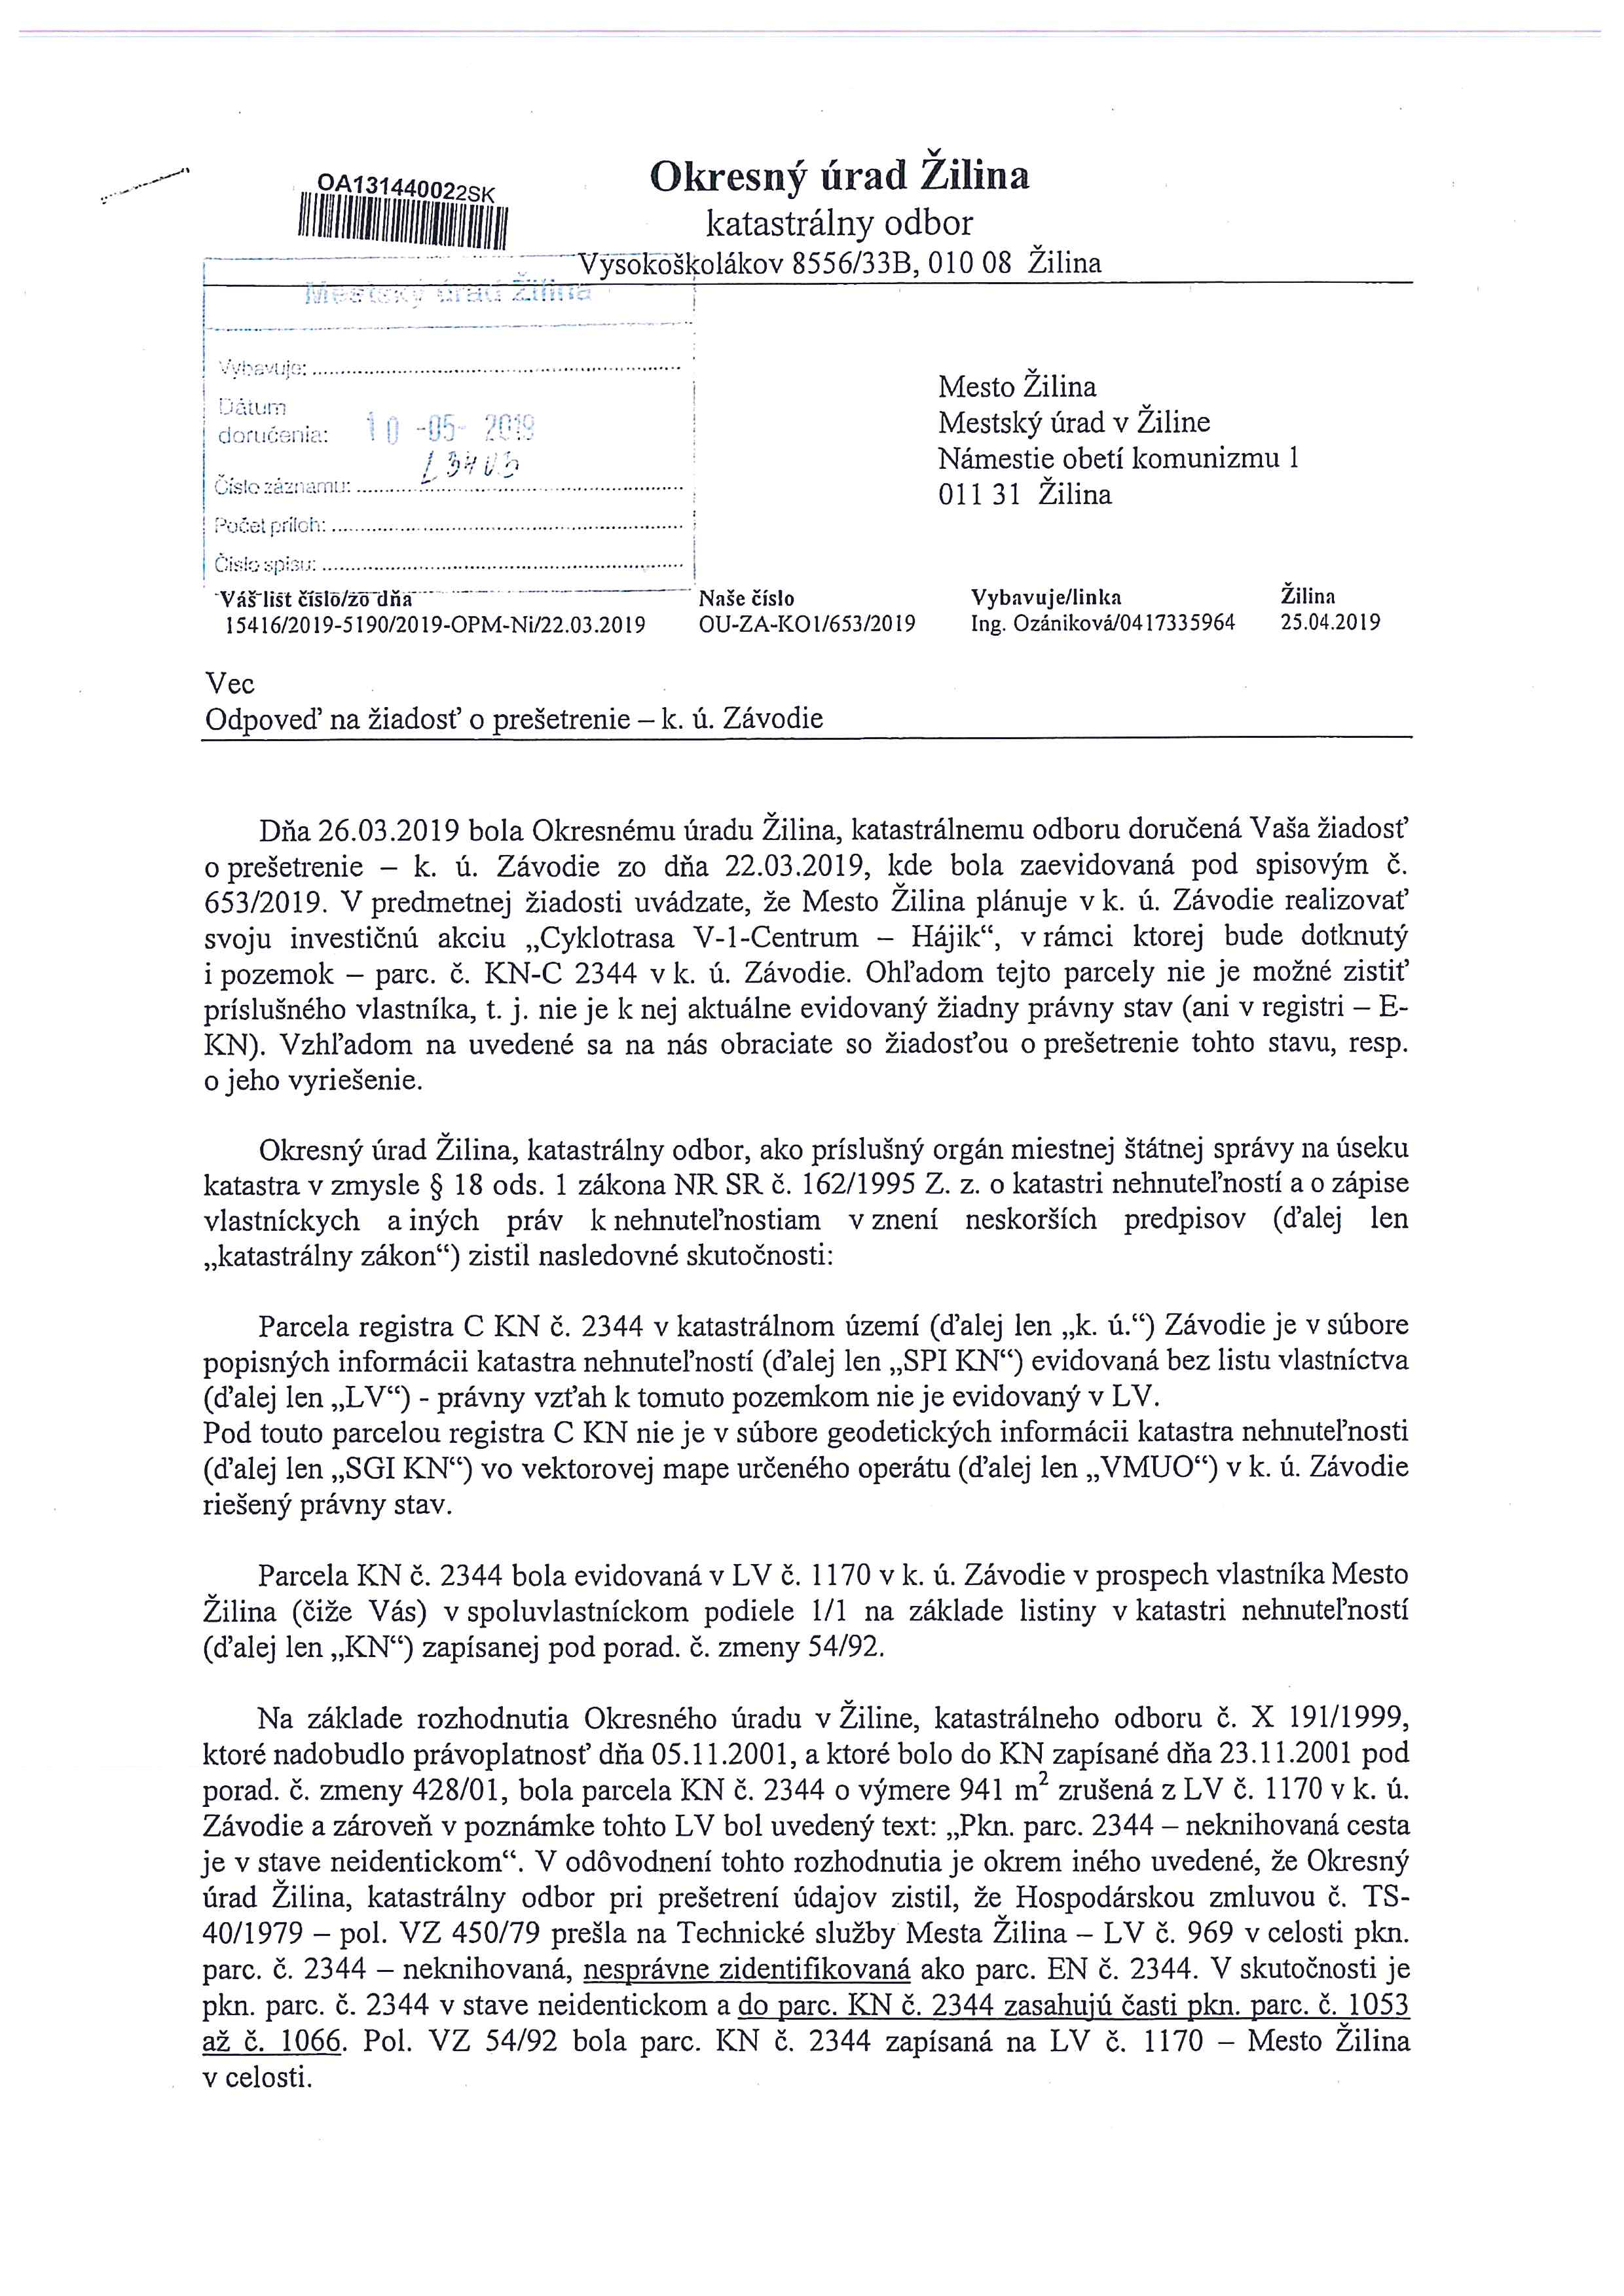 OA131440022SK
Okresný úrad Žilina
katastrálny odbor
Vysokoškolákov 8556/33B, 010 08 Žilina
Mestský úrad Žilina
Vybavuje:
Dátum
doručenia: 10 -05- 2019
Číslo záznamu:
Počet príloh:
Číslo spisu:
Mesto Žilina
Mestský úrad v Žiline
Námestie obetí komunizmu 1
011 31 Žilina
Váš list číslo/zo dňa Naše číslo Vybavuje/linka Žilina
15416/2019-5190/2019-OPM-Ni/22.03.2019 OU-ZA-KO1/653/2019 Ing. Ozániková/0417335964 25.04.2019
Vec
Odpoveď na žiadosť o prešetrenie – k. ú. Závodie
Dňa 26.03.2019 bola Okresnému úradu Žilina, katastrálnemu odboru doručená Vaša žiadosť
o prešetrenie – k. ú. Závodie zo dňa 22.03.2019, kde bola zaevidovaná pod spisovým č.
653/2019. V predmetnej žiadosti uvádzate, že Mesto Žilina plánuje v k. ú. Závodie realizovať
svoju investičnú akciu „Cyklotrasa V-1-Centrum – Hájik“, v rámci ktorej bude dotknutý
i pozemok – parc. č. KN-C 2344 v k. ú. Závodie. Ohľadom tejto parcely nie je možné zistiť
príslušného vlastníka, t. j. nie je k nej aktuálne evidovaný žiadny právny stav (ani v registri – E-
KN). Vzhľadom na uvedené sa na nás obraciate so žiadosťou o prešetrenie tohto stavu, resp.
o jeho vyriešenie.
Okresný úrad Žilina, katastrálny odbor, ako príslušný orgán miestnej štátnej správy na úseku
katastra v zmysle § 18 ods. 1 zákona NR SR č. 162/1995 Z. z. o katastri nehnuteľností a o zápise
vlastníckych a iných práv k nehnuteľnostiam v znení neskorších predpisov (ďalej len
„katastrálny zákon“) zistil nasledovné skutočnosti:
Parcela registra C KN č. 2344 v katastrálnom území (ďalej len „k. ú.“) Závodie je v súbore
popisných informácii katastra nehnuteľností (ďalej len „SPI KN“) evidovaná bez listu vlastníctva
(ďalej len „LV“) - právny vzťah k tomuto pozemkom nie je evidovaný v LV.
Pod touto parcelou registra C KN nie je v súbore geodetických informácii katastra nehnuteľnosti
(ďalej len „SGI KN“) vo vektorovej mape určeného operátu (ďalej len „VMUO“) v k. ú. Závodie
riešený právny stav.
Parcela KN č. 2344 bola evidovaná v LV č. 1170 v k. ú. Závodie v prospech vlastníka Mesto
Žilina (čiže Vás) v spoluvlastníckom podiele 1/1 na základe listiny v katastri nehnuteľností
(ďalej len „KN“) zapísanej pod porad. č. zmeny 54/92.
Na základe rozhodnutia Okresného úradu v Žiline, katastrálneho odboru č. X 191/1999,
ktoré nadobudlo právoplatnosť dňa 05.11.2001, a ktoré bolo do KN zapísané dňa 23.11.2001 pod
porad. č. zmeny 428/01, bola parcela KN č. 2344 o výmere 941 m² zrušená z LV č. 1170 v k. ú.
Závodie a zároveň v poznámke tohto LV bol uvedený text: „Pkn. parc. 2344 – neknihovaná cesta
je v stave neidentickom“. V odôvodnení tohto rozhodnutia je okrem iného uvedené, že Okresný
úrad Žilina, katastrálny odbor pri prešetrení údajov zistil, že Hospodárskou zmluvou č. TS-
40/1979 – pol. VZ 450/79 prešla na Technické služby Mesta Žilina – LV č. 969 v celosti pkn.
parc. č. 2344 – neknihovaná, nesprávne zidentifikovaná ako parc. EN č. 2344. V skutočnosti je
pkn. parc. č. 2344 v stave neidentickom a do parc. KN č. 2344 zasahujú časti pkn. parc. č. 1053
až č. 1066. Pol. VZ 54/92 bola parc. KN č. 2344 zapísaná na LV č. 1170 – Mesto Žilina
v celosti.